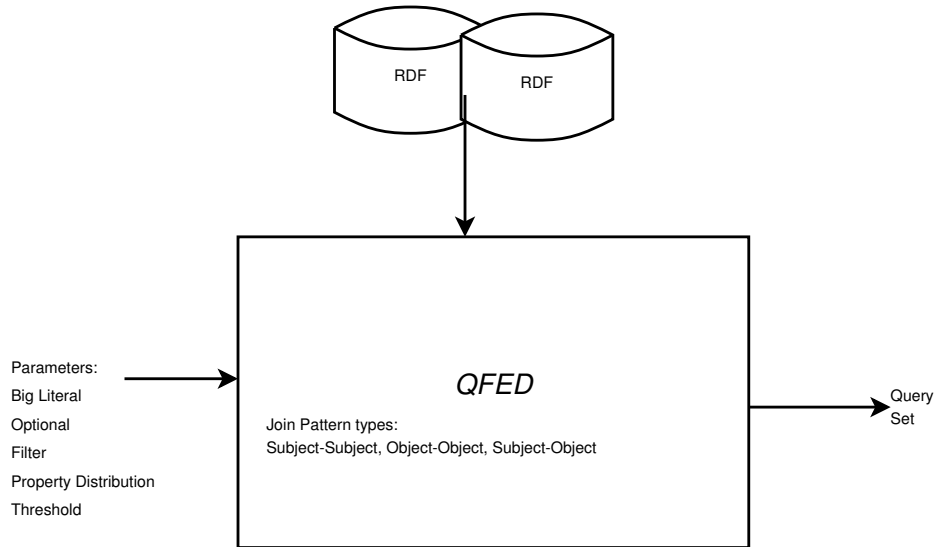 RDF
RDF
Parameters:
Big Literal
Optional
Filter
Property Distribution
Threshold
QFED
Join Pattern types:
Subject-Subject, Object-Object, Subject-Object
Query
Set